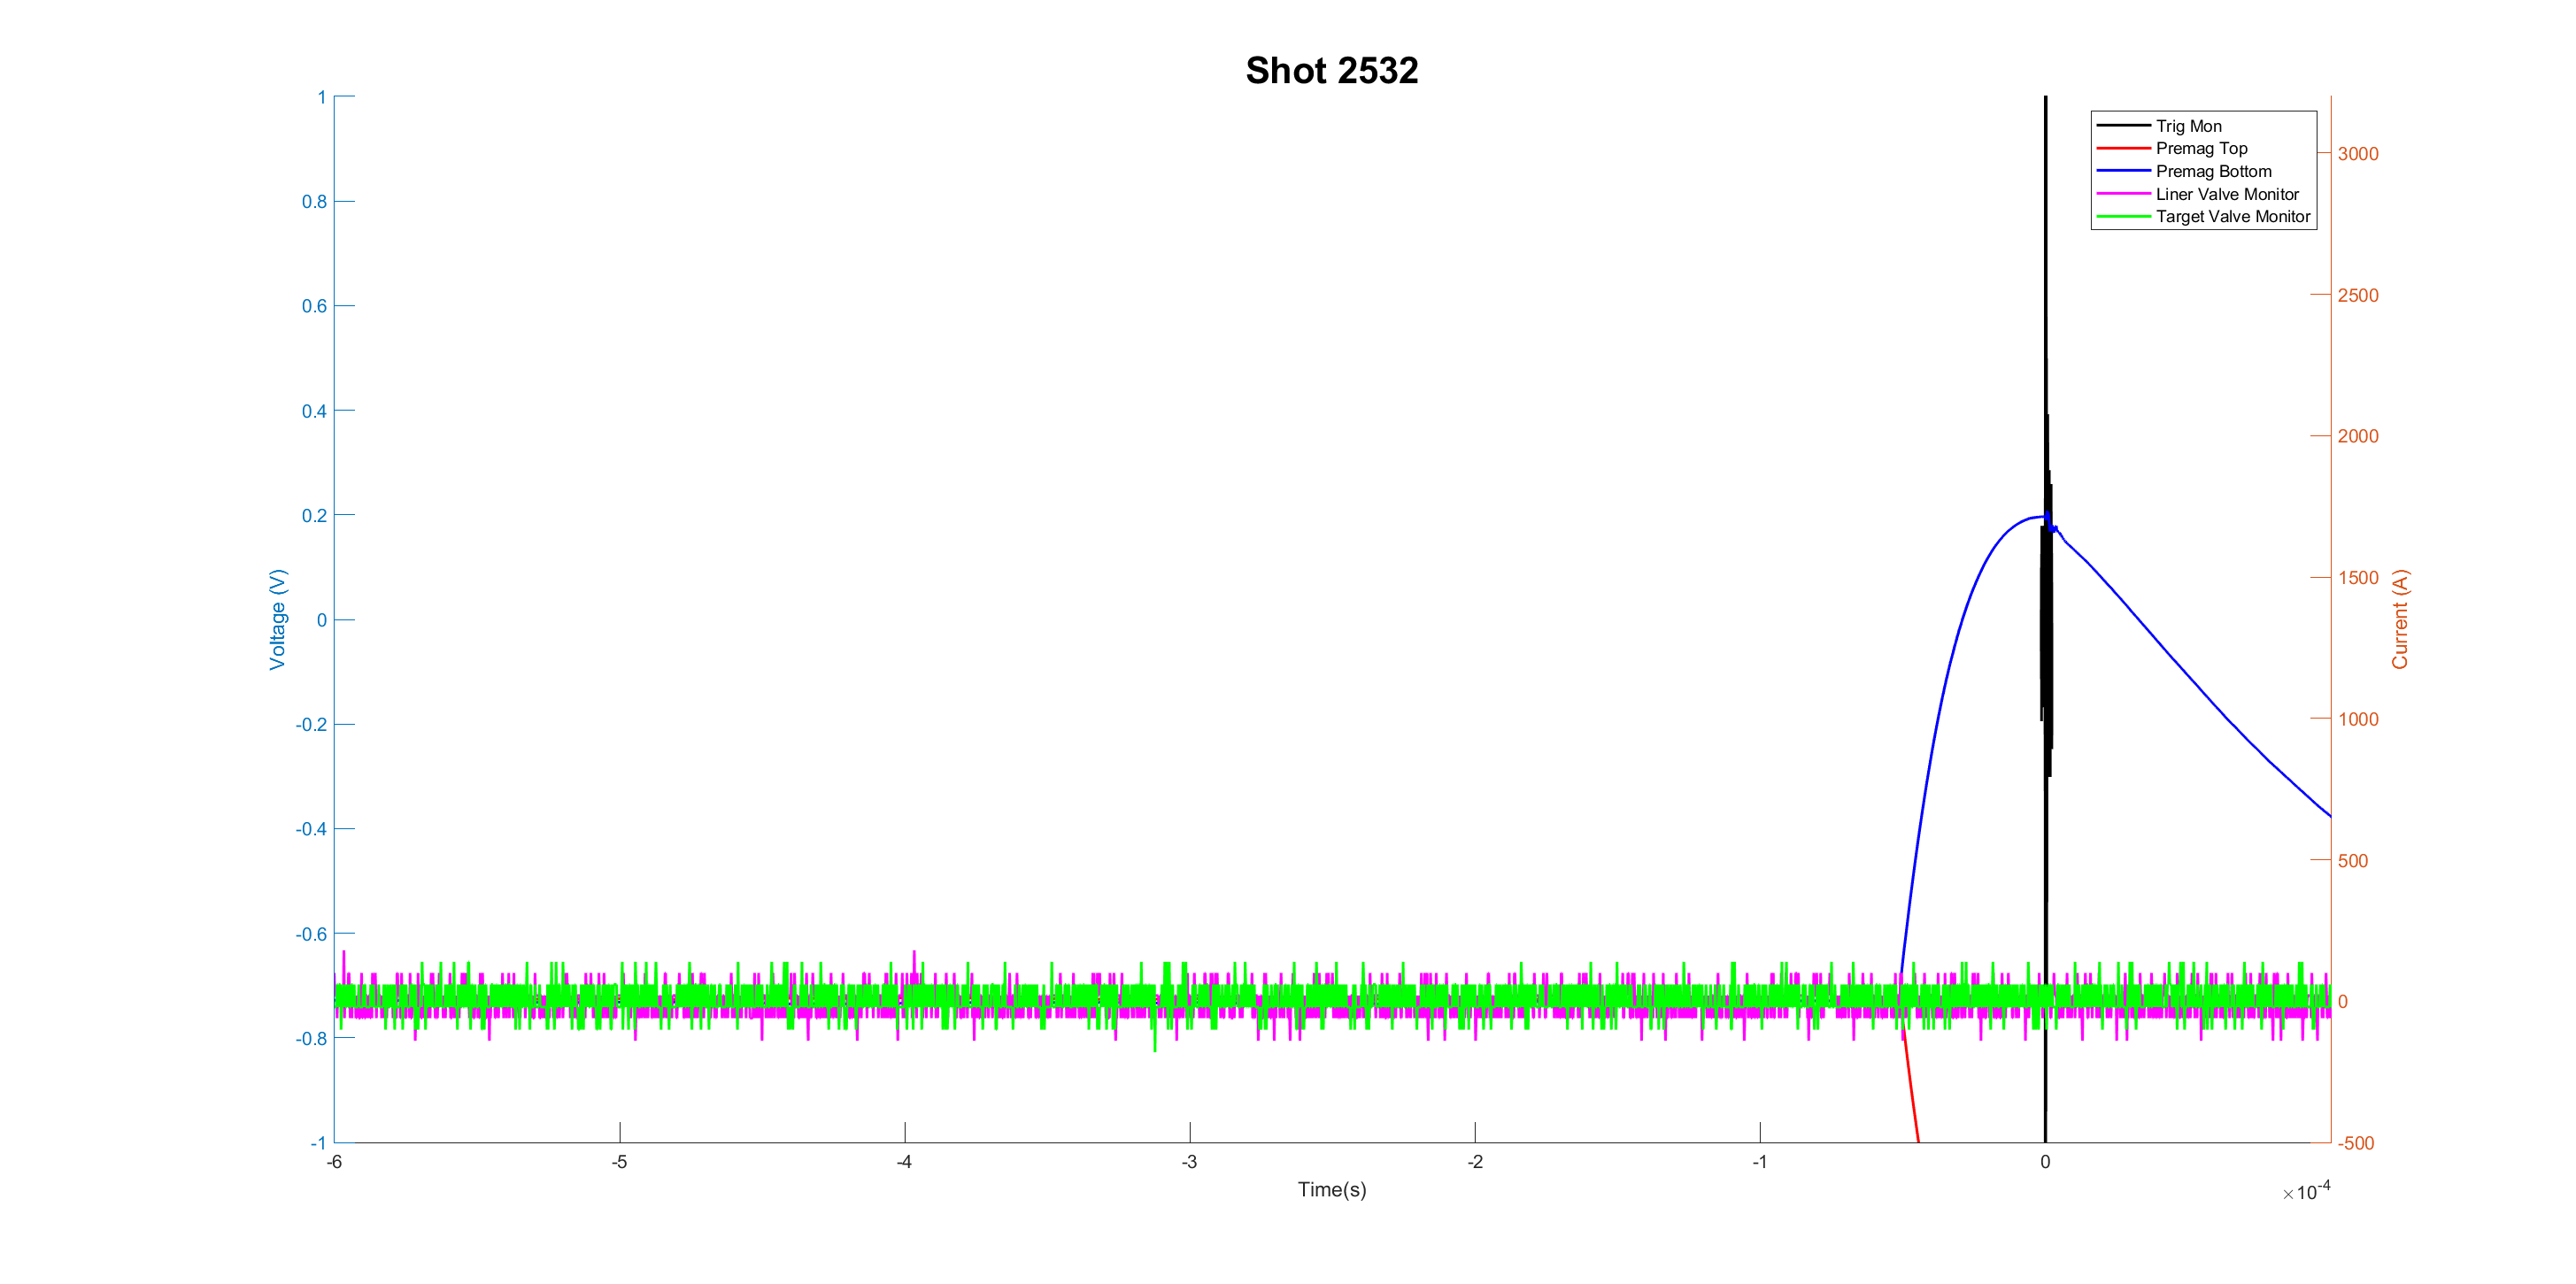 Shot 2532
1
0.8
0.6
0.4
0.2
0
-0.2
-0.4
-0.6
-0.8
-1
Voltage (V)
Trig Mon
Premag Top
Premag Bottom
Liner Valve Monitor
Target Valve Monitor
3000
2500
2000
1500
1000
500
0
-500
Current (A)
-6 -5 -4 -3 -2 -1 0
Time(s)
×10-4